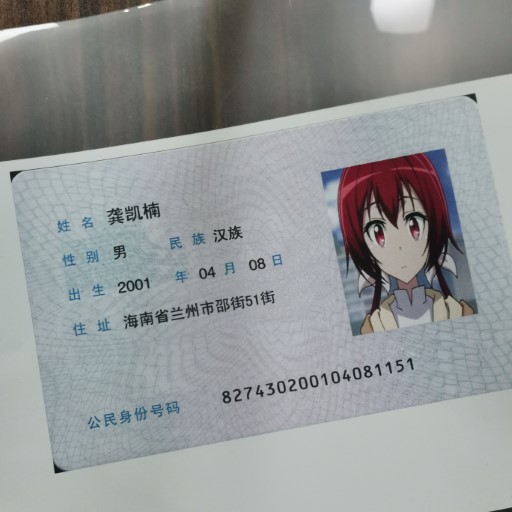 姓名 龚凯楠
性别 男 民族 汉族
出生 2001 年 04 月 08 日
住址 海南省兰州市邵街51街
公民身份号码 827430200104081151